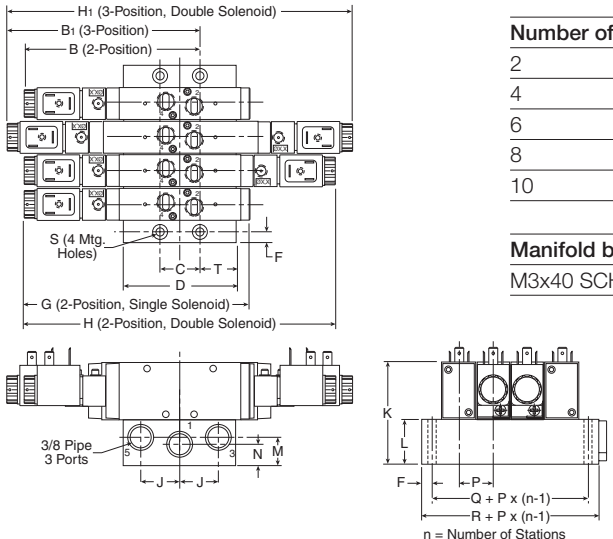 H1 (3-Position, Double Solenoid)
B1 (3-Position)
B (2-Position)
S (4 Mtg.
Holes)
F
C
T
D
G (2-Position, Single Solenoid)
H (2-Position, Double Solenoid)
Number of
2
4
6
8
10
Manifold b
M3x40 SCH
3/8 Pipe
3 Ports
5
1
3
N
M
J
J
K
L
F
P
Q + P x (n-1)
R + P x (n-1)
n = Number of Stations